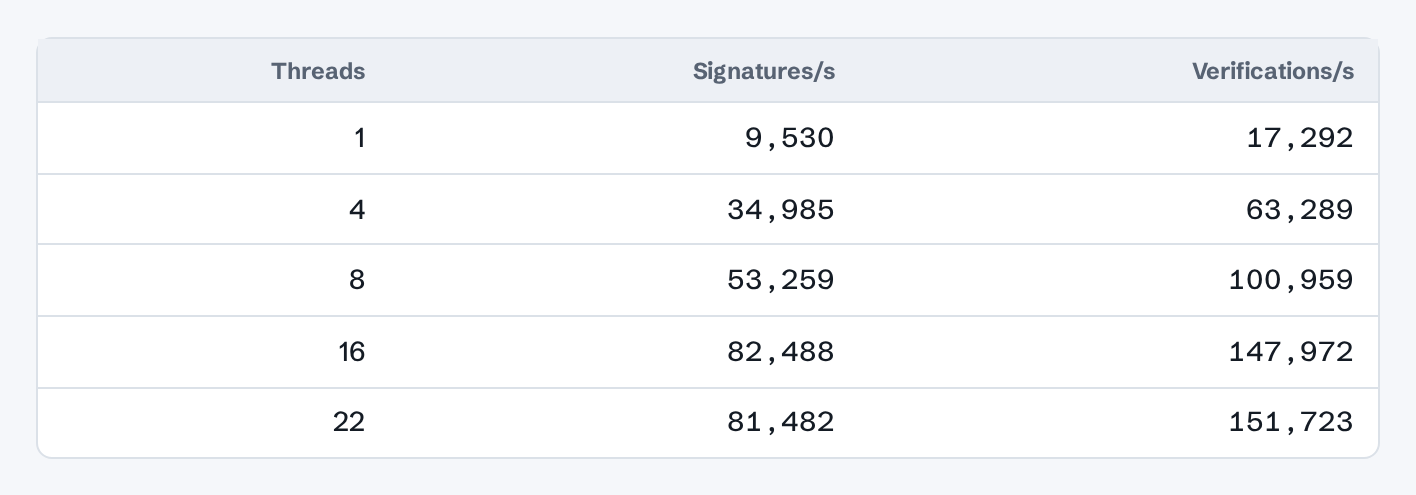 Threads Signatures/s Verifications/s
1 9,530 17,292
4 34,985 63,289
8 53,259 100,959
16 82,488 147,972
22 81,482 151,723